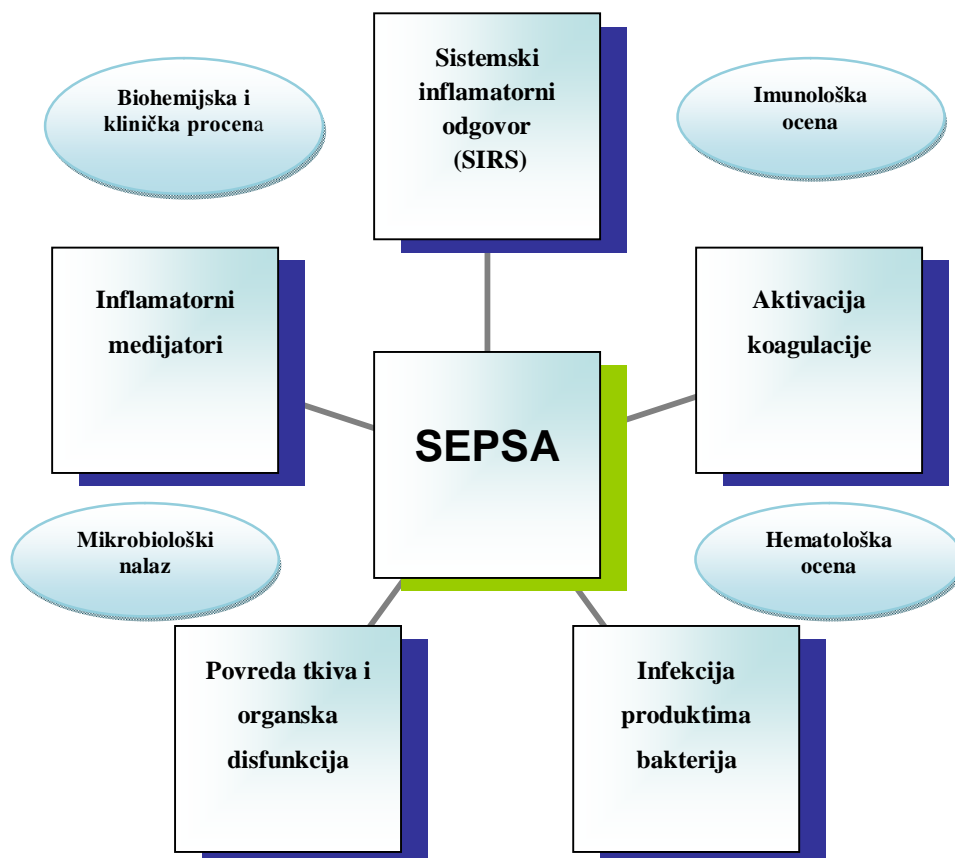 Sistemski
inflamatorni
odgovor
(SIRS)
Biohemijska i
klinička procena
Imunološka
ocena
Inflamatorni
medijatori
Aktivacija
koagulacije
SEPSA
Mikrobiološki
nalaz
Hematološka
ocena
Povreda tkiva i
organska
disfunkcija
Infekcija
produktima
bakterija